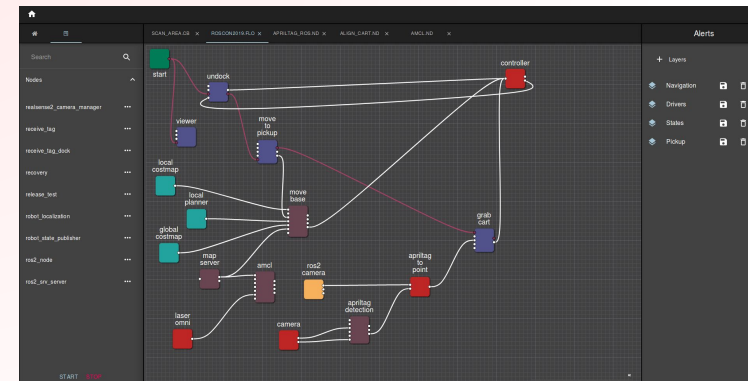 SCAN_AREA.CB ×
ROSCON2019.FLO ×
APRILTAG_ROS.ND ×
ALIGN_CART.ND ×
AMCL.ND ×
Alerts
Search
+ Layers
Nodes
realsense2_camera_manager
receive_tag
receive_tag_dock
recovery
release_test
robot_localization
robot_state_publisher
ros2_node
ros2_srv_server
START
start
undock
controller
viewer
move
to
pickup
local
costmap
local
planner
move
base
global
costmap
grab
cart
map
server
amcl
ros2
camera
apriltag
to
point
apriltag
detection
laser
omni
camera
Navigation
Drivers
States
Pickup